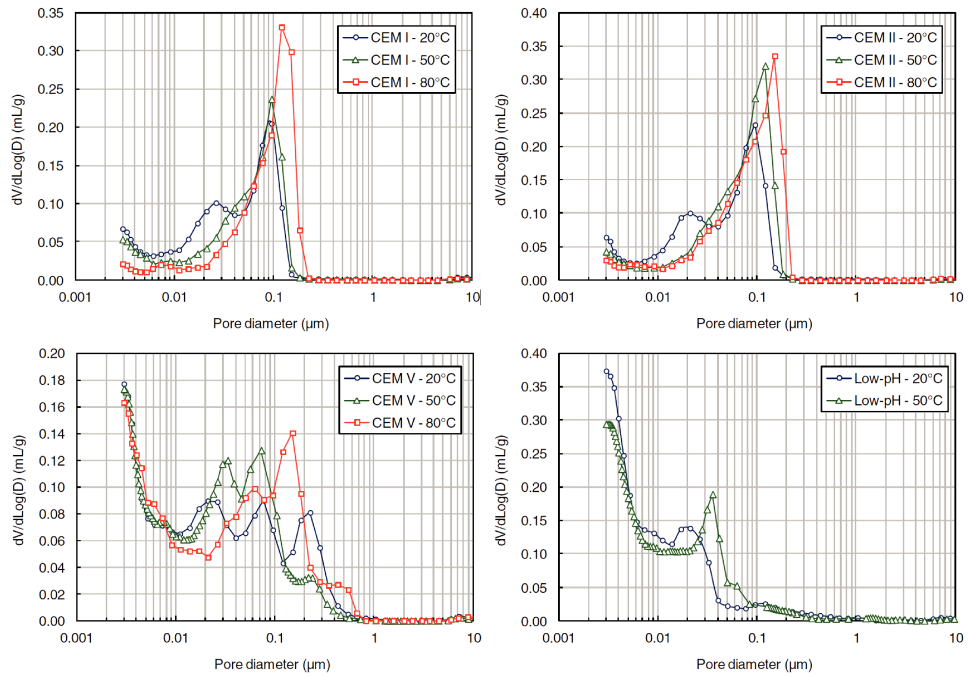 0.35
0.30
0.25
0.20
0.15
0.10
0.05
0.00
dV/dLog(D) (mL/g)
CEM I - 20°C
CEM I - 50°C
CEM I - 80°C
0.001 0.01 0.1 1 10
Pore diameter (µm)
0.40
0.35
0.30
0.25
0.20
0.15
0.10
0.05
0.00
dV/dLog(D) (mL/g)
CEM II - 20°C
CEM II - 50°C
CEM II - 80°C
0.001 0.01 0.1 1 10
Pore diameter (µm)
0.20
0.18
0.16
0.14
0.12
0.10
0.08
0.06
0.04
0.02
0.00
dV/dLog(D) (mL/g)
CEM V - 20°C
CEM V - 50°C
CEM V - 80°C
0.001 0.01 0.1 1 10
Pore diameter (µm)
0.40
0.35
0.30
0.25
0.20
0.15
0.10
0.05
0.00
dV/dLog(D) (mL/g)
Low-pH - 20°C
Low-pH - 50°C
0.001 0.01 0.1 1 10
Pore diameter (µm)